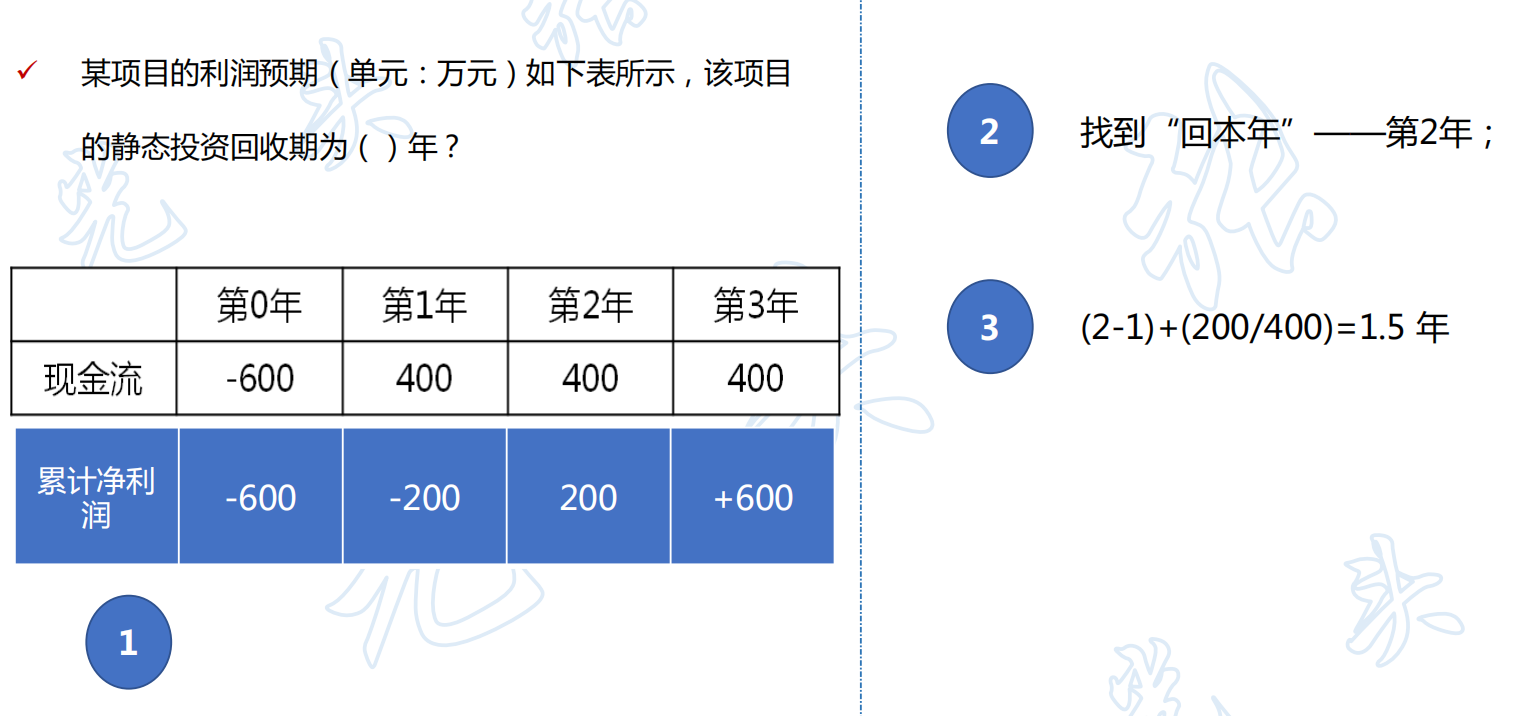 ✓ 某项目的利润预期（单元：万元）如下表所示，该项目
的静态投资回收期为（ ）年？
第0年 第1年 第2年 第3年
现金流 -600 400 400 400
累计净利
润 -600 -200 200 +600
1
2 找到“回本年”——第2年；
3 (2-1)+(200/400)=1.5 年